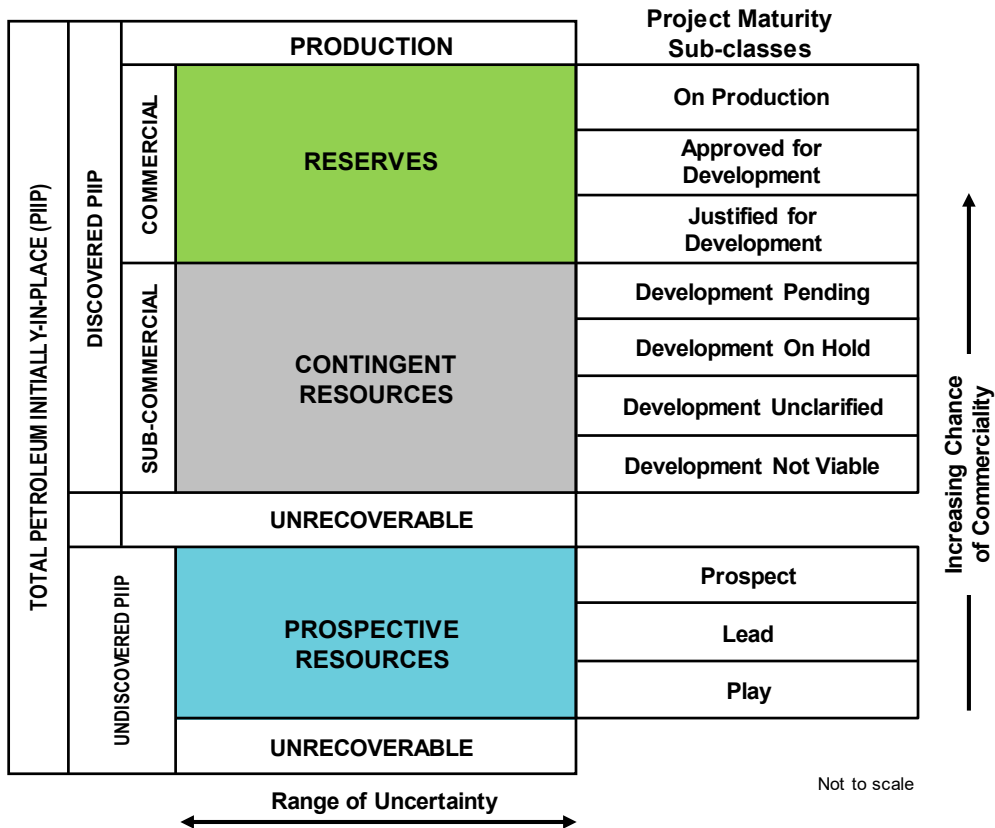 Project Maturity
Sub-classes
TOTAL PETROLEUM INITIALLY-IN-PLACE (PIIP)
DISCOVERED PIIP
PRODUCTION
COMMERCIAL
RESERVES
On Production
Approved for
Development
Justified for
Development
SUB-COMMERCIAL
CONTINGENT
RESOURCES
Development Pending
Development On Hold
Development Unclarified
Development Not Viable
UNRECOVERABLE
UNDISCOVERED PIIP
PROSPECTIVE
RESOURCES
Prospect
Lead
Play
UNRECOVERABLE
Increasing Chance
of Commerciality
Not to scale
Range of Uncertainty